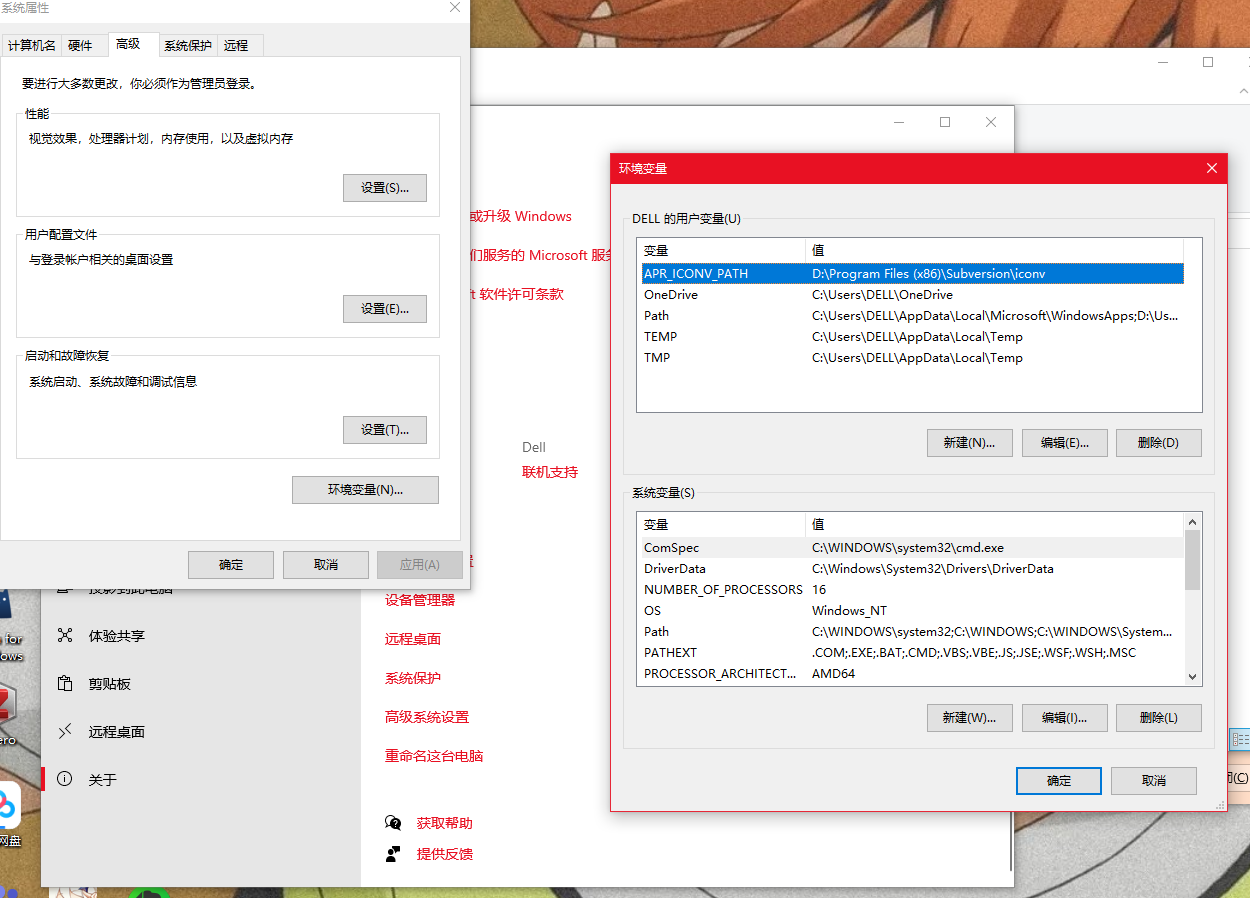 系统属性
计算机名
硬件
高级
系统保护
远程
要进行大多数更改，你必须作为管理员登录。
性能
视觉效果，处理器计划，内存使用，以及虚拟内存
设置(S)...
用户配置文件
与登录帐户相关的桌面设置
设置(E)...
启动和故障恢复
系统启动、系统故障和调试信息
设置(T)...
环境变量(N)...
确定
取消
应用(A)
或升级 Windows
们服务的 Microsoft 服务
软件许可条款
Dell
联机支持
设备管理器
远程桌面
系统保护
高级系统设置
重命名这台电脑
获取帮助
提供反馈
投影到此电脑
体验共享
剪贴板
远程桌面
关于
for
ows
网盘
环境变量
DELL 的用户变量(U)
变量 值
APR_ICONV_PATH D:\Program Files (x86)\Subversion\iconv
OneDrive C:\Users\DELL\OneDrive
Path C:\Users\DELL\AppData\Local\Microsoft\WindowsApps;D:\Us...
TEMP C:\Users\DELL\AppData\Local\Temp
TMP C:\Users\DELL\AppData\Local\Temp
新建(N)...
编辑(E)...
删除(D)
系统变量(S)
变量 值
ComSpec C:\WINDOWS\system32\cmd.exe
DriverData C:\Windows\System32\Drivers\DriverData
NUMBER_OF_PROCESSORS 16
OS Windows_NT
Path C:\WINDOWS\system32;C:\WINDOWS;C:\WINDOWS\System...
PATHEXT .COM;.EXE;.BAT;.CMD;.VBS;.VBE;.JS;.JSE;.WSF;.WSH;.MSC
PROCESSOR_ARCHITECT... AMD64
新建(W)...
编辑(I)...
删除(L)
确定
取消
(C)